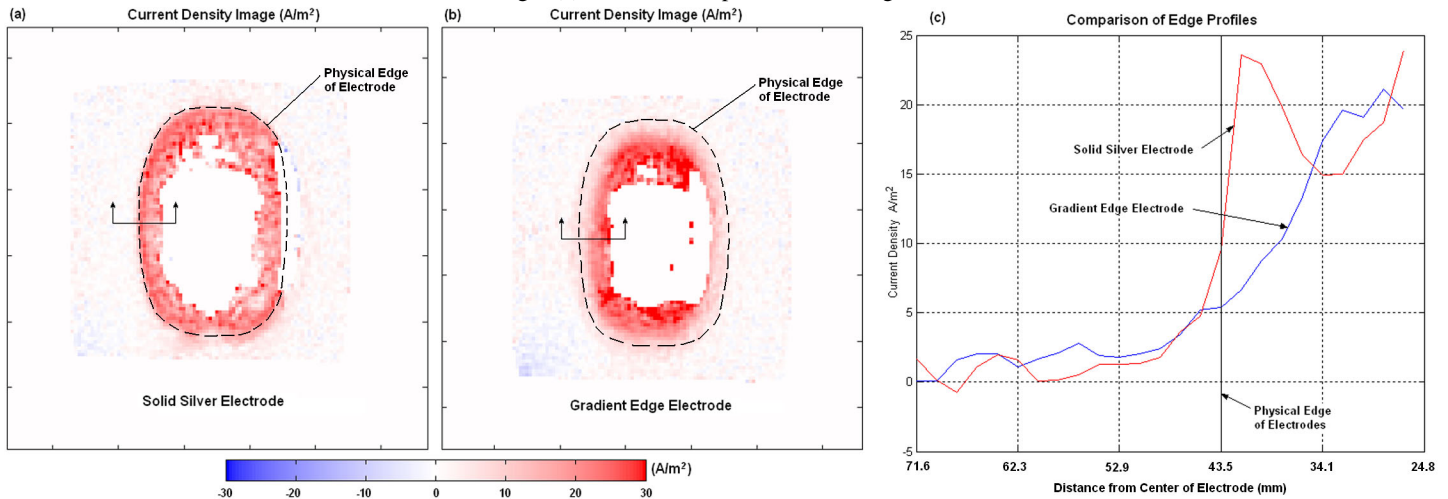 (a) Current Density Image (A/m²)
Physical Edge
of Electrode
Solid Silver Electrode
(b) Current Density Image (A/m²)
Physical Edge
of Electrode
Gradient Edge Electrode
-30 -20 -10 0 10 20 30
(A/m²)
(c) Comparison of Edge Profiles
25
20
15
10
5
0
-5
Current Density A/m²
Solid Silver Electrode
Gradient Edge Electrode
Physical Edge
of Electrodes
71.6 62.3 52.9 43.5 34.1 24.8
Distance from Center of Electrode (mm)